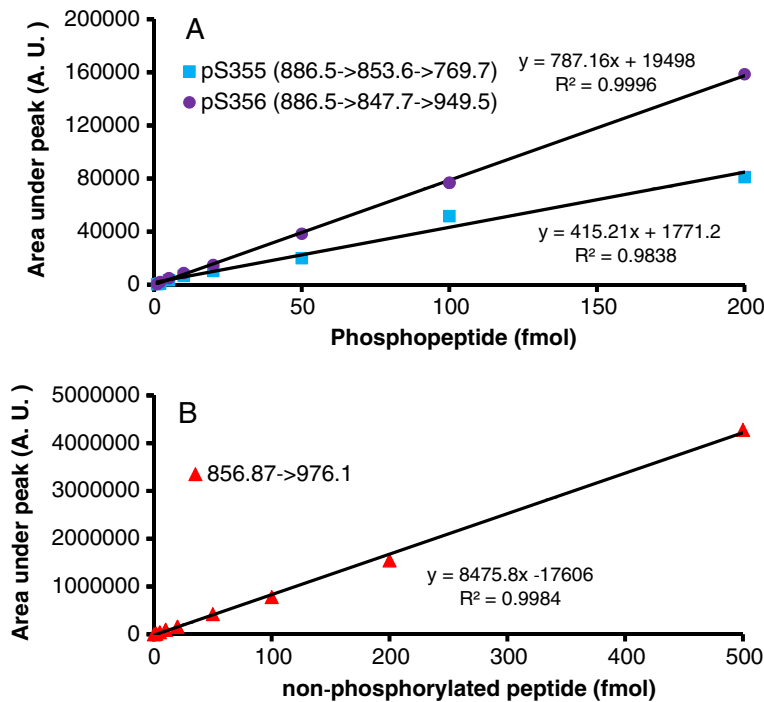 A
Area under peak (A. U. )
200000
160000
120000
80000
40000
0
pS355 (886.5->853.6->769.7)
pS356 (886.5->847.7->949.5)
y = 787.16x + 19498
R² = 0.9996
y = 415.21x + 1771.2
R² = 0.9838
0 50 100 150 200
Phosphopeptide (fmol)
B
Area under peak (A. U. )
5000000
4000000
3000000
2000000
1000000
0
856.87->976.1
y = 8475.8x -17606
R² = 0.9984
0 100 200 300 400 500
non-phosphorylated peptide (fmol)